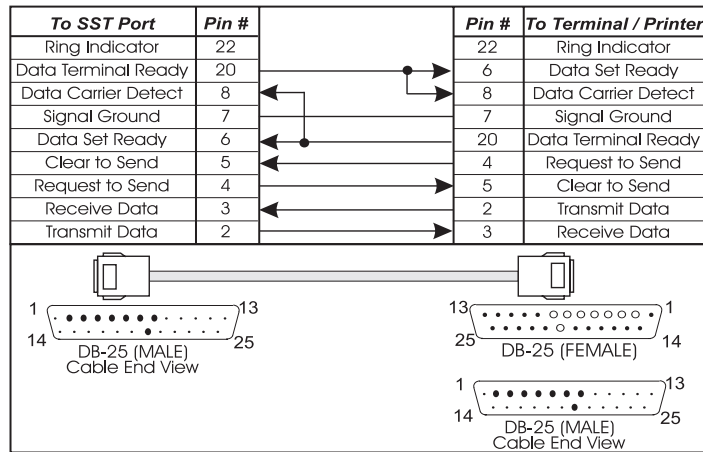 To SST Port Pin # Pin # To Terminal / Printer
Ring Indicator 22 22 Ring Indicator
Data Terminal Ready 20 6 Data Set Ready
Data Carrier Detect 8 8 Data Carrier Detect
Signal Ground 7 7 Signal Ground
Data Set Ready 6 20 Data Terminal Ready
Clear to Send 5 4 Request to Send
Request to Send 4 5 Clear to Send
Receive Data 3 2 Transmit Data
Transmit Data 2 3 Receive Data
1 13
14 25
DB-25 (MALE)
Cable End View
13 1
25 14
DB-25 (FEMALE)
1 13
14 25
DB-25 (MALE)
Cable End View